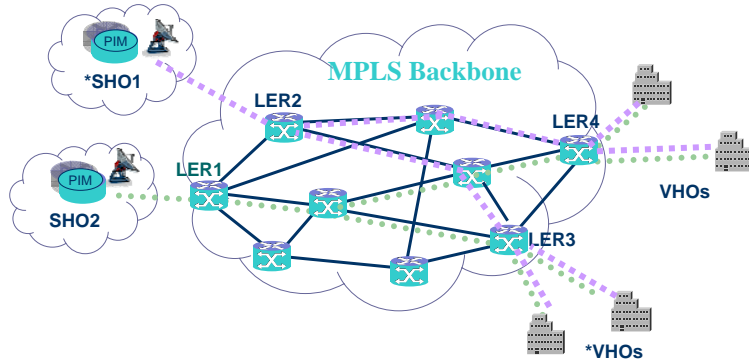 PIM
*SHO1
MPLS Backbone
LER2
LER4
LER1
PIM
SHO2
VHOs
LER3
*VHOs